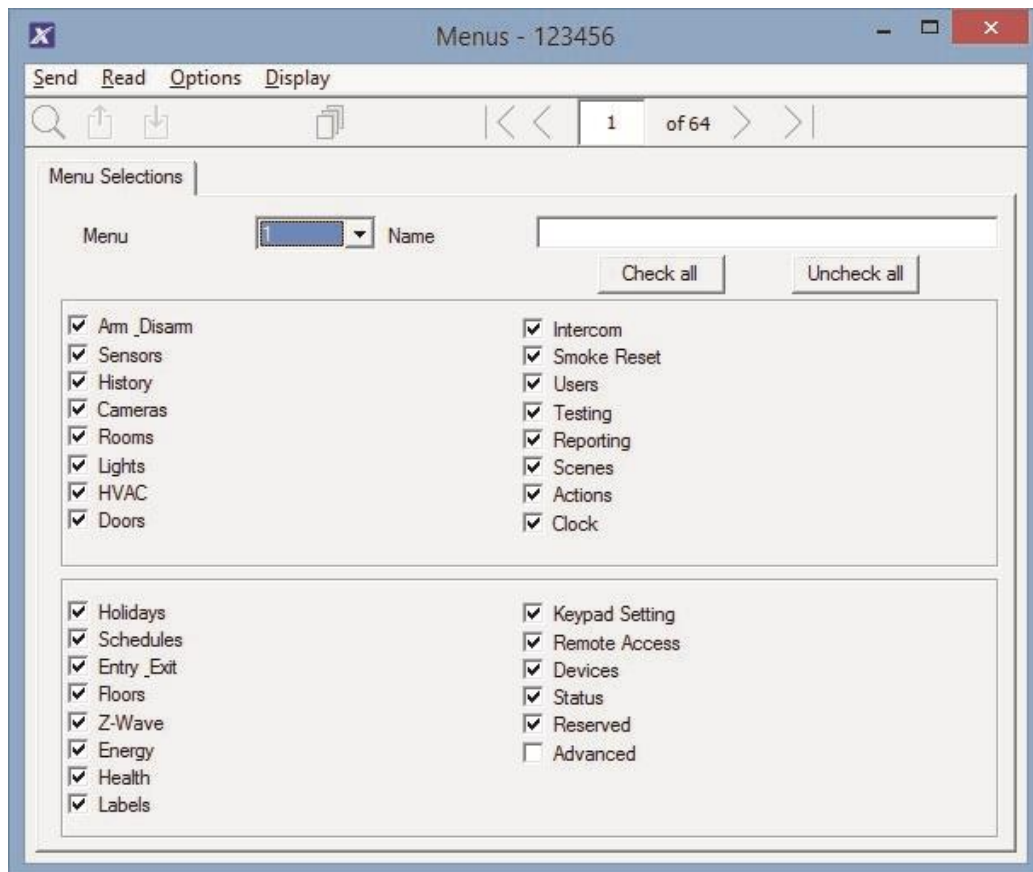 Menus - 123456
Send Read Options Display
1 of 64
Menu Selections
Menu 1 Name
Check all Uncheck all
Arm _Disarm
Sensors
History
Cameras
Rooms
Lights
HVAC
Doors
Intercom
Smoke Reset
Users
Testing
Reporting
Scenes
Actions
Clock
Holidays
Schedules
Entry _Exit
Floors
Z-Wave
Energy
Health
Labels
Keypad Setting
Remote Access
Devices
Status
Reserved
Advanced